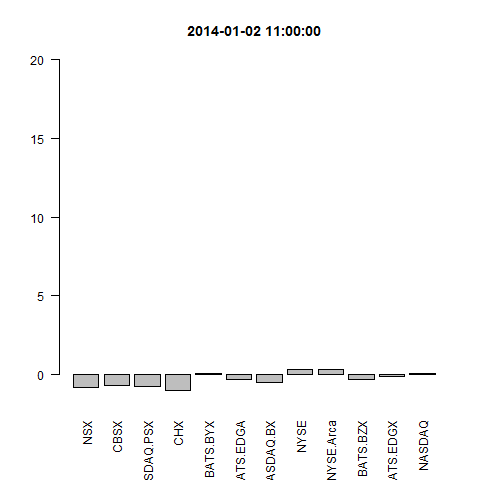 2014-01-02 11:00:00
20
15
10
5
0
NSX
CBSX
SDAQ.PSX
CHX
BATS.BYX
ATS.EDGA
ASDAQ.BX
NYSE
NYSE.Arca
BATS.BZX
ATS.EDGX
NASDAQ